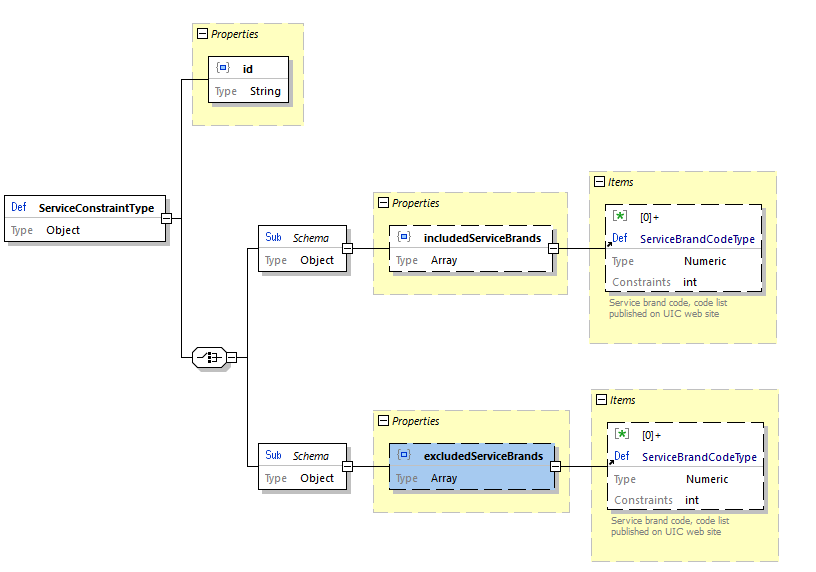 Properties
id
Type String
Def ServiceConstraintType
Type Object
Sub Schema
Type Object
Properties
includedServiceBrands
Type Array
Items
[*] [0]+
Def ServiceBrandCodeType
Type Numeric
Constraints int
Service brand code, code list
published on UIC web site
Sub Schema
Type Object
Properties
excludedServiceBrands
Type Array
Items
[*] [0]+
Def ServiceBrandCodeType
Type Numeric
Constraints int
Service brand code, code list
published on UIC web site